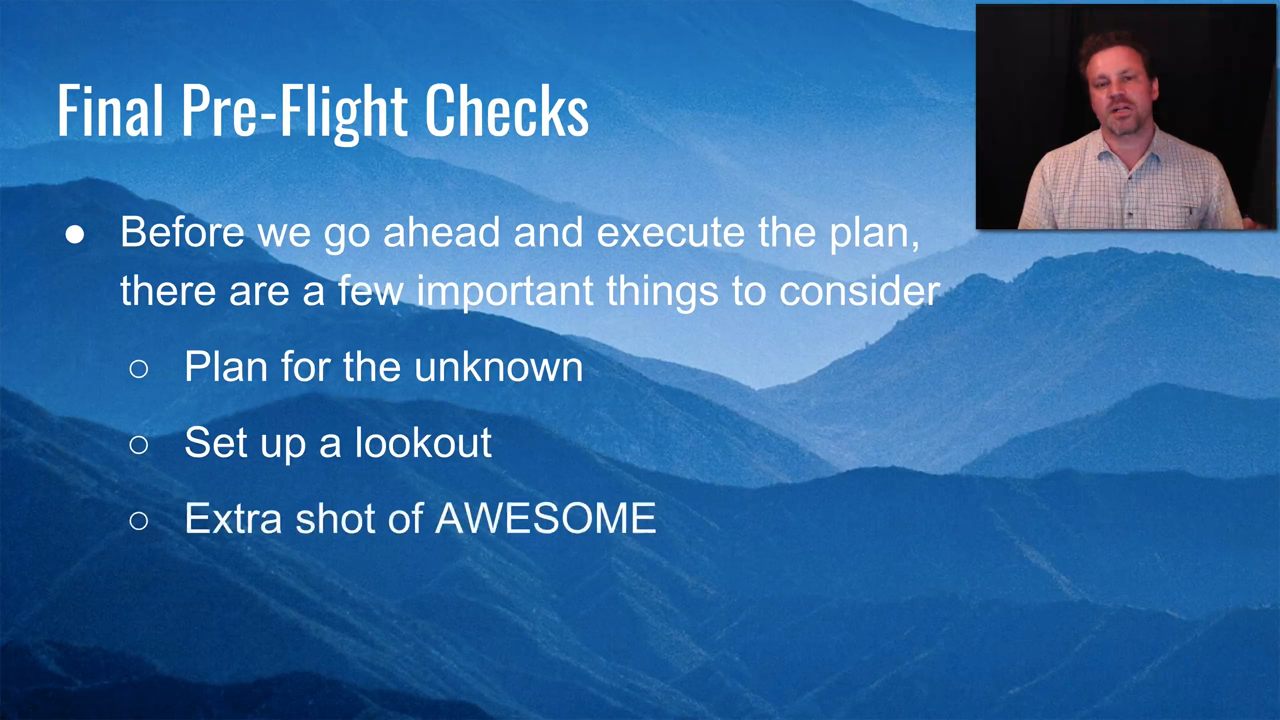 Final Pre-Flight Checks
● Before we go ahead and execute the plan,
there are a few important things to consider
○ Plan for the unknown
○ Set up a lookout
○ Extra shot of AWESOME